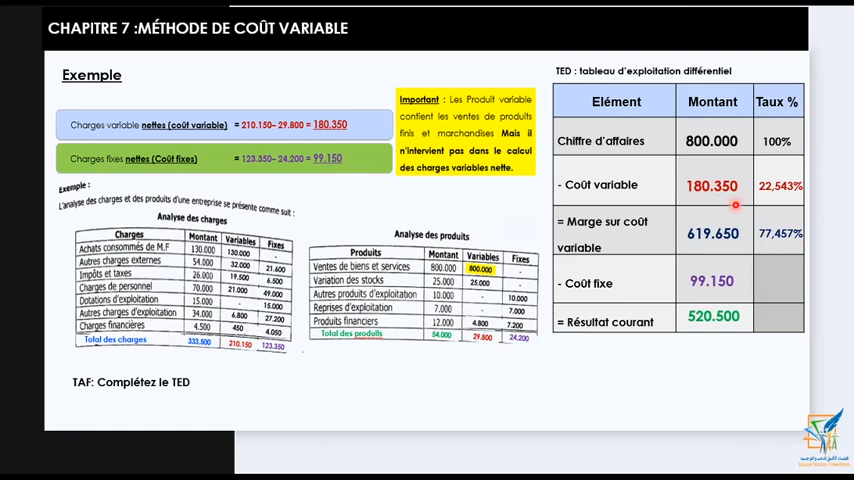 CHAPITRE 7 :MÉTHODE DE COÛT VARIABLE
Exemple
Charges variable nettes (coût variable) = 210.150– 29.800 = 180.350
Charges fixes nettes (Coût fixes) = 123.350– 24.200 = 99.150
Important : Les Produit variable
contient les ventes de produits
finis et marchandises Mais il
n'intervient pas dans le calcul
des charges variables nette.
Exemple :
L'analyse des charges et des produits d'une entreprise se présente comme suit :
Analyse des charges
Charges Montant Variables Fixes
Achats consommés de M.F 130.000 130.000 -
Autres charges externes 54.000 32.000 21.600
Impôts et taxes 26.000 19.500 6.500
Charges de personnel 70.000 21.000 49.000
Dotations d'exploitation 15.000 - 15.000
Autres charges d'exploitation 34.000 6.800 27.200
Charges financières 4.500 450 4.050
Total des charges 333.500 210.150 123.350
Analyse des produits
Produits Montant Variables Fixes
Ventes de biens et services 800.000 800.000 -
Variation des stocks 25.000 25.000 -
Autres produits d'exploitation 10.000 - 10.000
Reprises d'exploitation 7.000 - 7.000
Produits financiers 12.000 4.800 7.200
Total des produits 54.000 29.800 24.200
TAF: Complétez le TED
TED : tableau d'exploitation différentiel
Elément Montant Taux %
Chiffre d'affaires 800.000 100%
- Coût variable 180.350 22,543%
= Marge sur coût
variable 619.650 77,457%
- Coût fixe 99.150
= Résultat courant 520.500